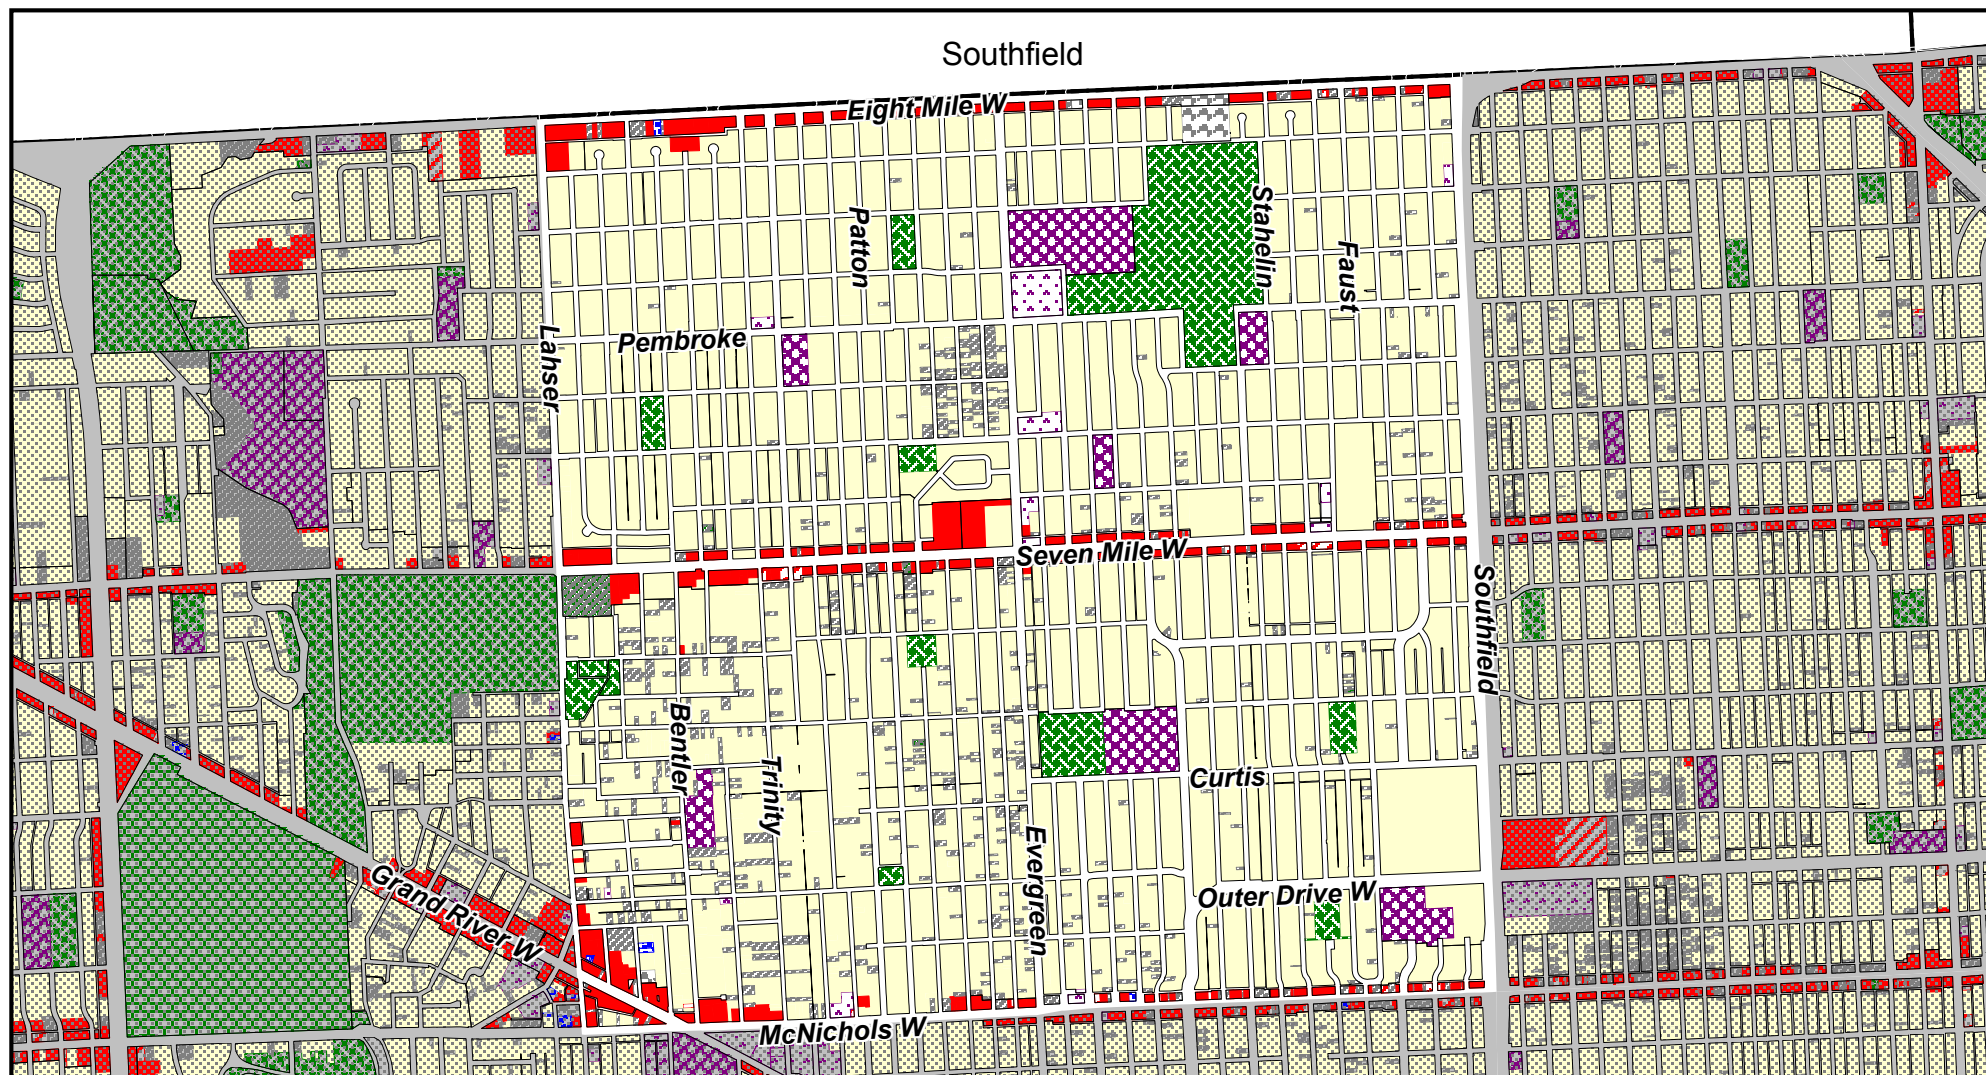 Southfield
Eight Mile W
Patton
Stahelin
Faust
Lahser
Pembroke
Seven Mile W
Southfield
Bentler
Trinity
Curtis
Evergreen
Grand River W
Outer Drive W
McNichols W